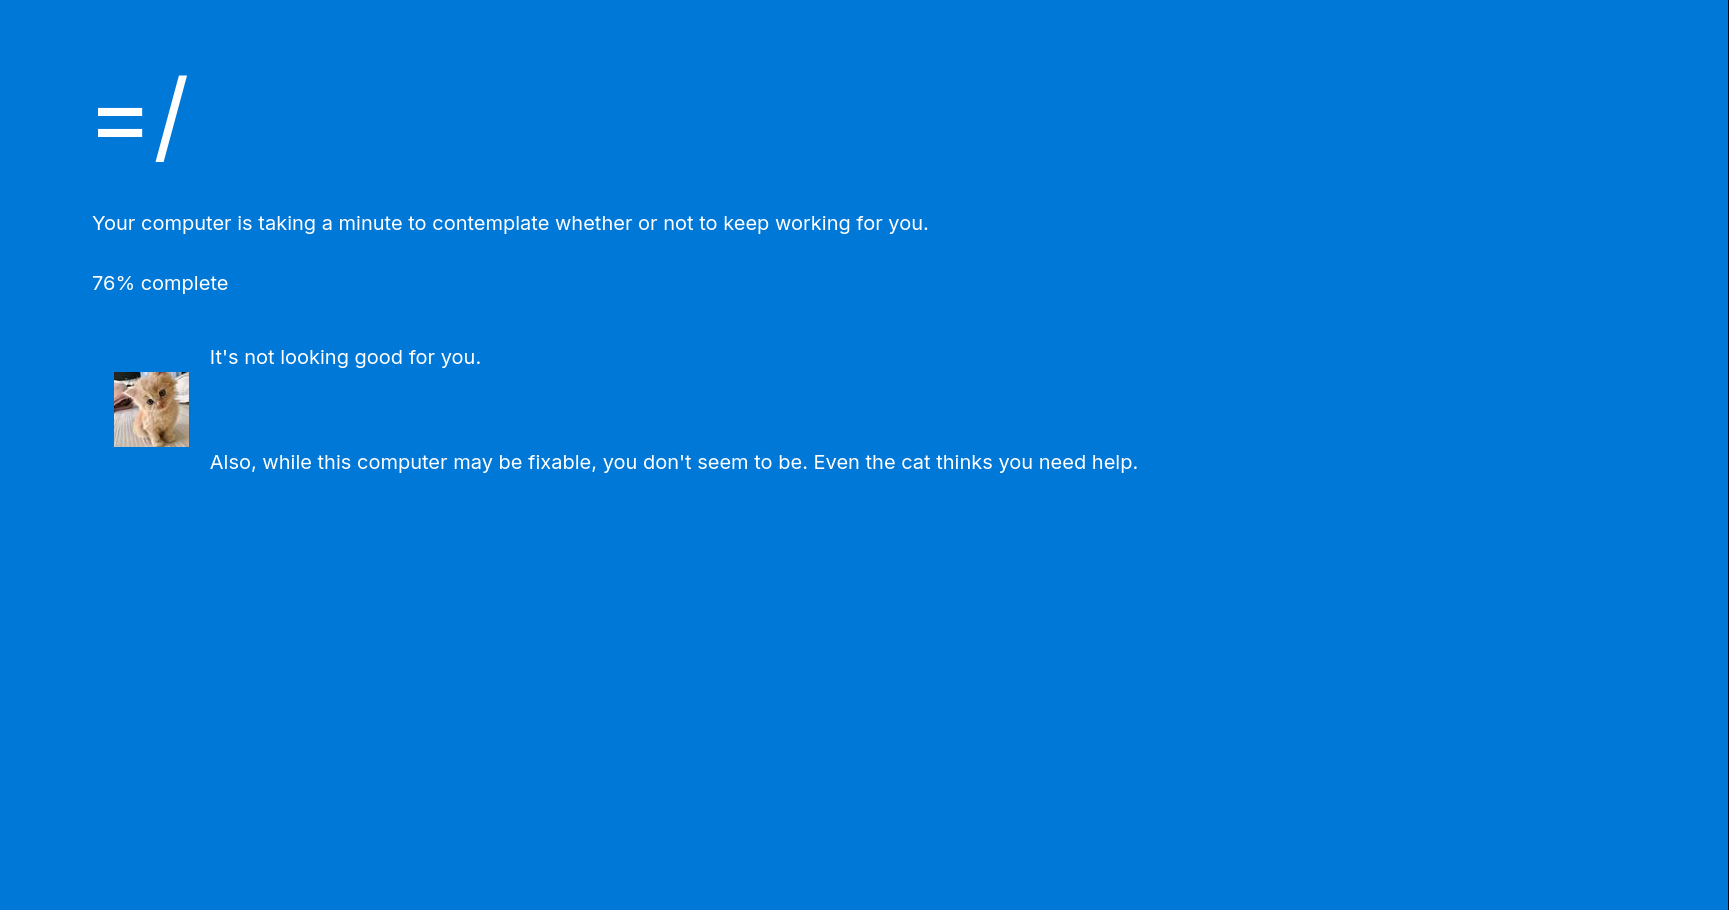 =/
Your computer is taking a minute to contemplate whether or not to keep working for you.
76% complete
It's not looking good for you.
Also, while this computer may be fixable, you don't seem to be. Even the cat thinks you need help.